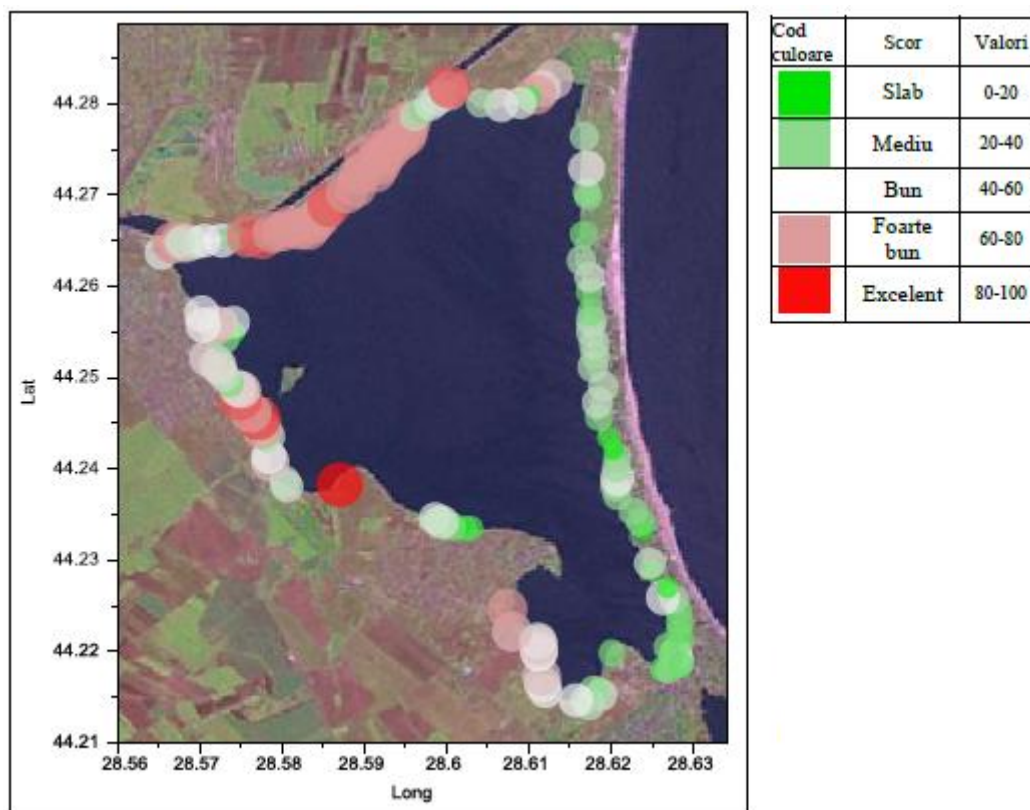 Lat
44.28
44.27
44.26
44.25
44.24
44.23
44.22
44.21
28.56 28.57 28.58 28.59 28.6 28.61 28.62 28.63
Long
Cod culoare Scor Valori
Slab 0-20
Mediu 20-40
Bun 40-60
Foarte bun 60-80
Excelent 80-100